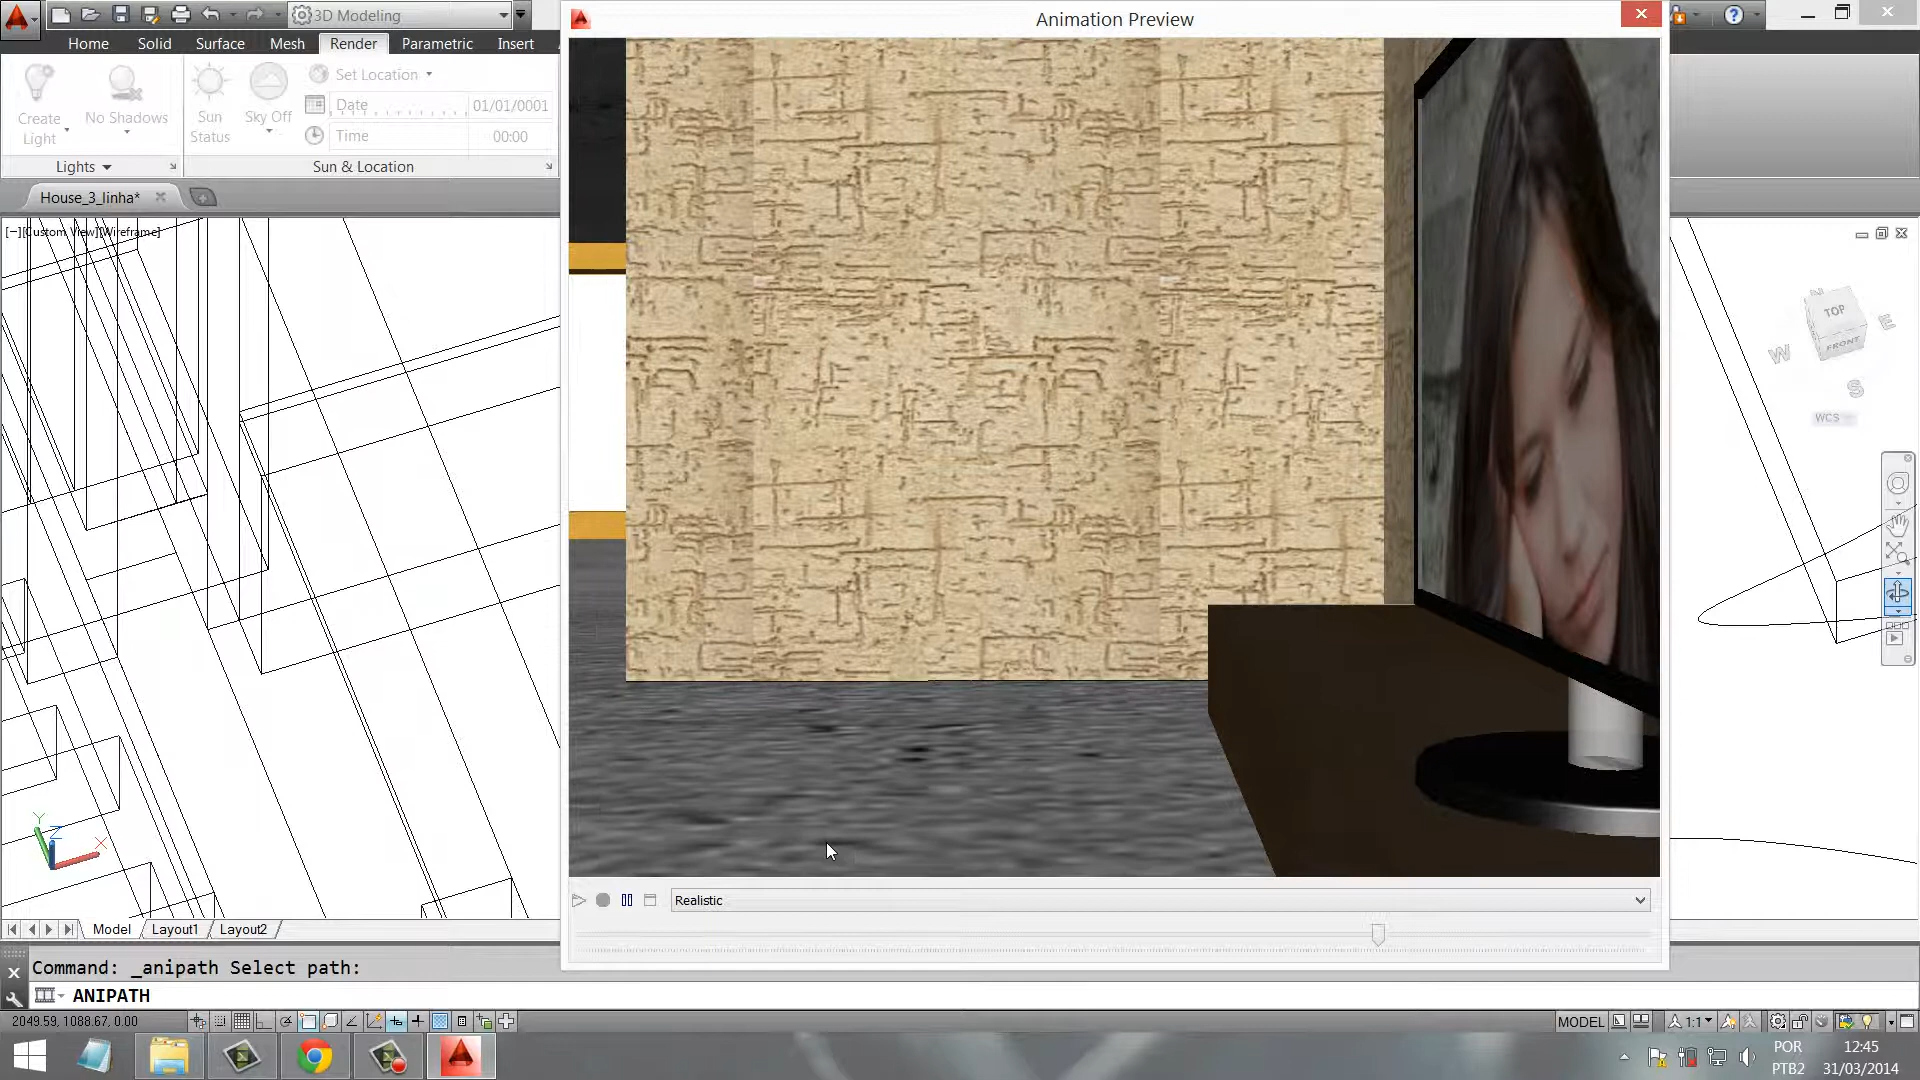 3D Modeling
Animation Preview
Home Solid Surface Mesh Render Parametric Insert
Set Location
Date 01/01/0001
Time 00:00
Create Light
No Shadows
Sun Status
Sky Off
Lights
Sun & Location
House_3_linha*
[−][Custom View][Wireframe]
TOP
FRONT
W
E
S
WCS
Y
Z
X
Realistic
Model Layout1 Layout2
Command: _anipath Select path:
ANIPATH
2049.59, 1088.67, 0.00
MODEL
1:1
POR
PTB2
12:45
31/03/2014